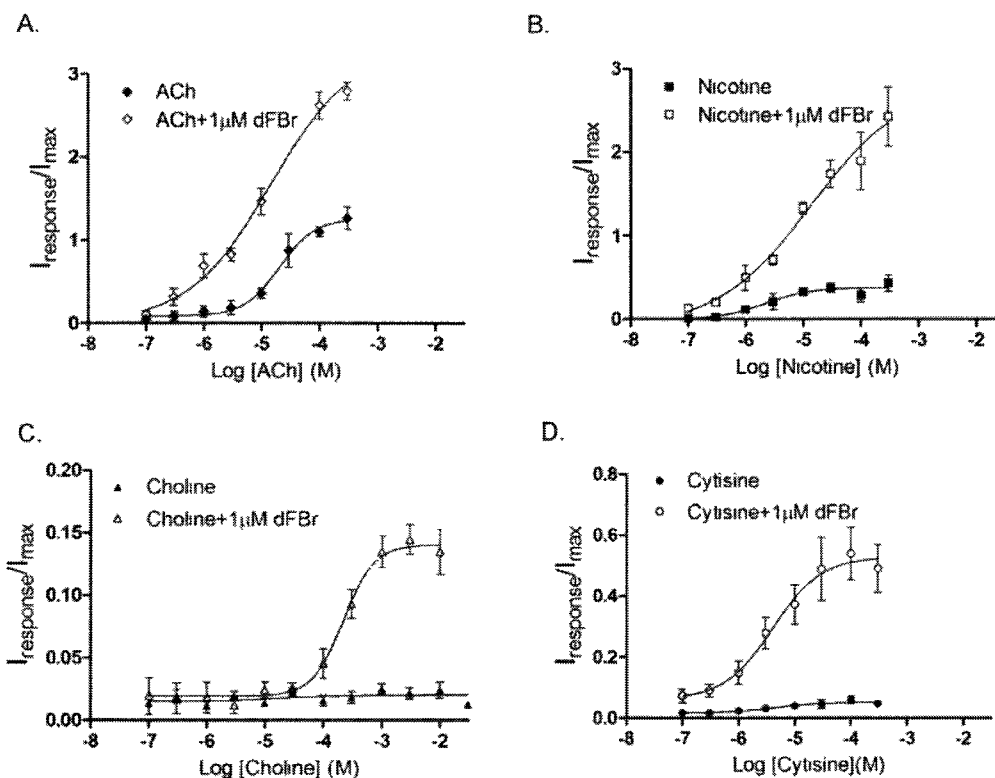 A.
ACh
ACh+1μM dFBr
3
2
1
0
Iresponse/Imax
-8 -7 -6 -5 -4 -3 -2
Log [ACh] (M)
B.
Nicotine
Nicotine+1μM dFBr
3
2
1
0
Iresponse/Imax
-8 -7 -6 -5 -4 -3 -2
Log [Nicotine] (M)
C.
Choline
Choline+1μM dFBr
0.20
0.15
0.10
0.05
0.00
Iresponse/Imax
-8 -7 -6 -5 -4 -3 -2
Log [Choline] (M)
D.
Cytisine
Cytisine+1μM dFBr
0.8
0.6
0.4
0.2
0.0
Iresponse/Imax
-8 -7 -6 -5 -4 -3 -2
Log [Cytisine](M)